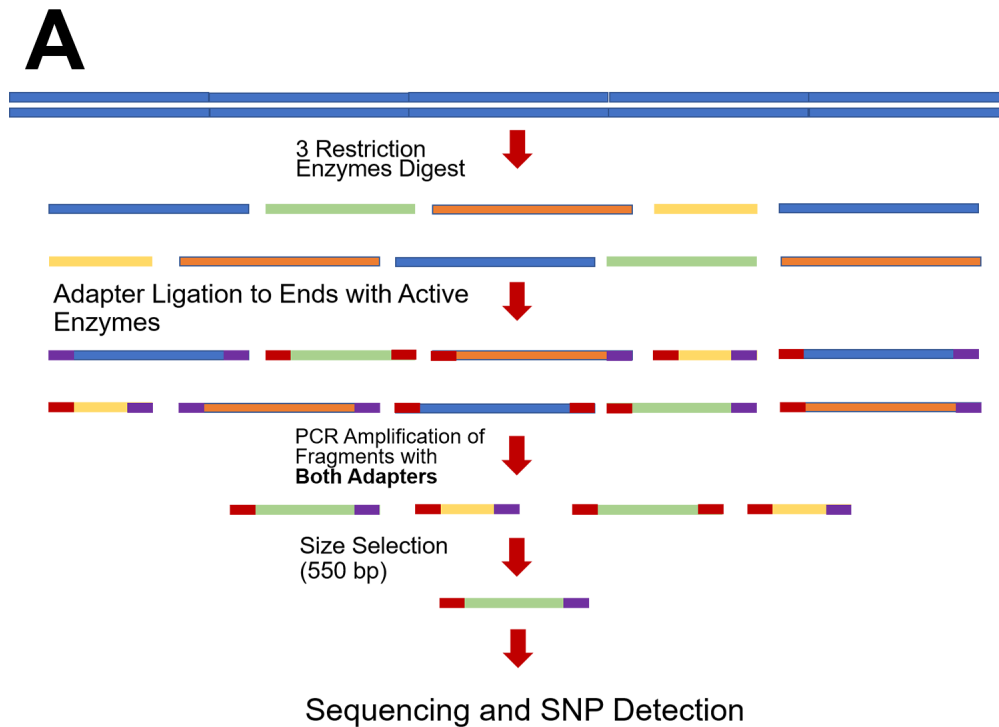 A
3 Restriction
Enzymes Digest
Adapter Ligation to Ends with Active
Enzymes
PCR Amplification of
Fragments with
Both Adapters
Size Selection
(550 bp)
Sequencing and SNP Detection